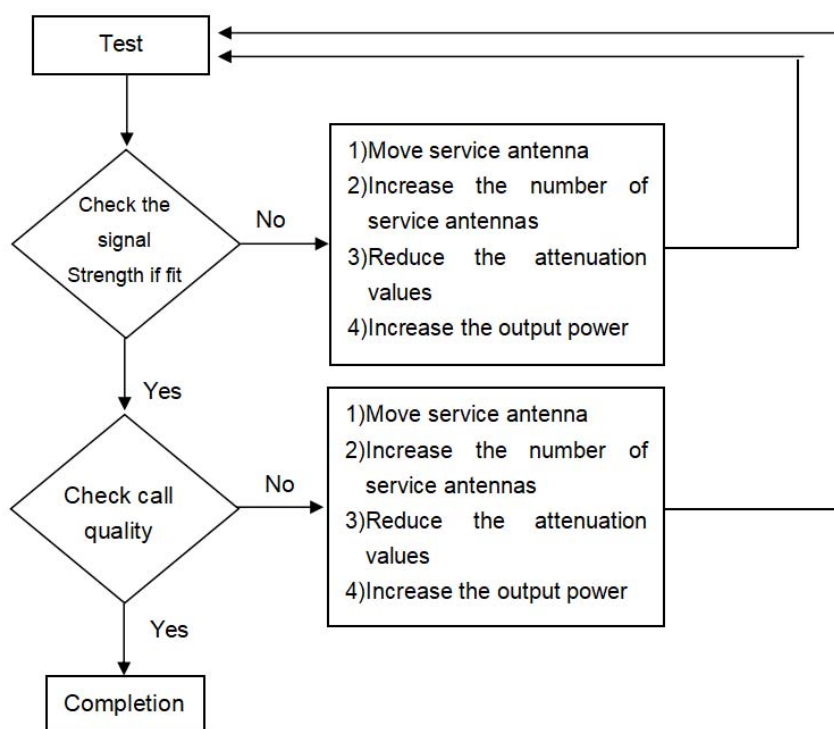 Test
Check the
signal
Strength if fit
No
1)Move service antenna
2)Increase the number of
service antennas
3)Reduce the attenuation
values
4)Increase the output power
Yes
Check call
quality
No
1)Move service antenna
2)Increase the number of
service antennas
3)Reduce the attenuation
values
4)Increase the output power
Yes
Completion